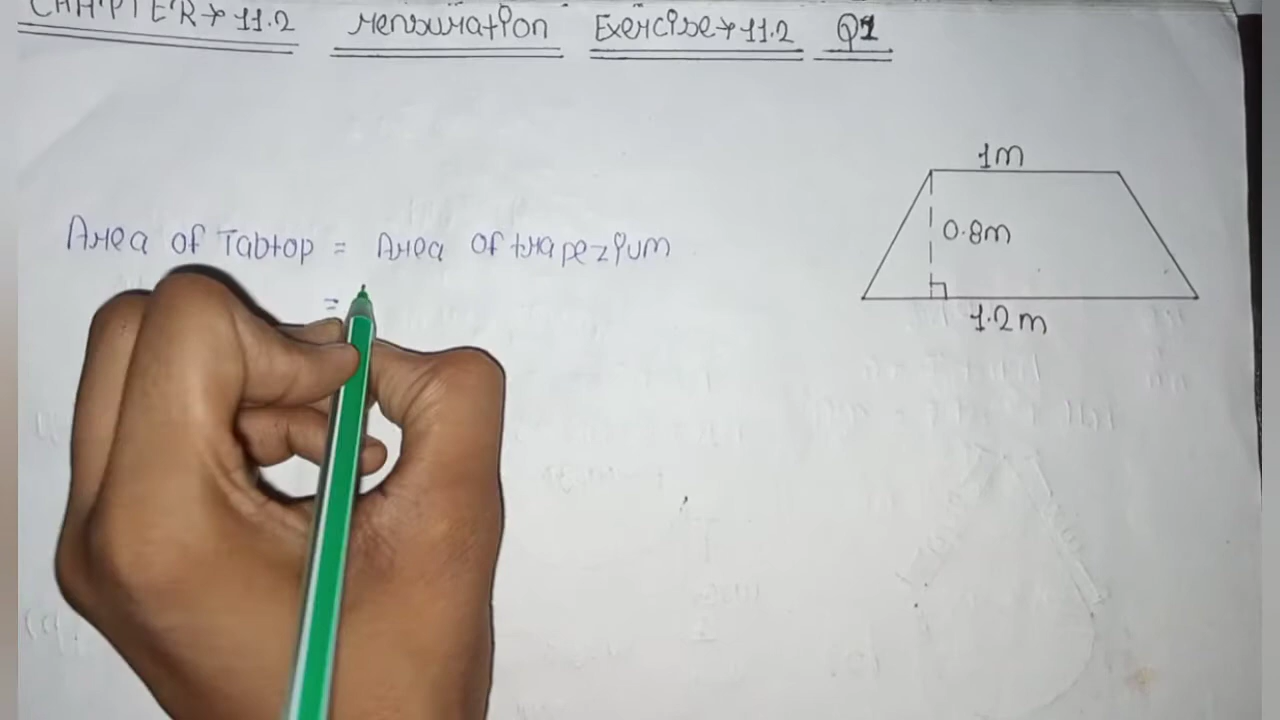 CHAPTER→ 11.2 Mensuration Exercise→ 11.2 Q1
1m
Area of Tabtop = Area of trapezium
0.8m
=
1.2m